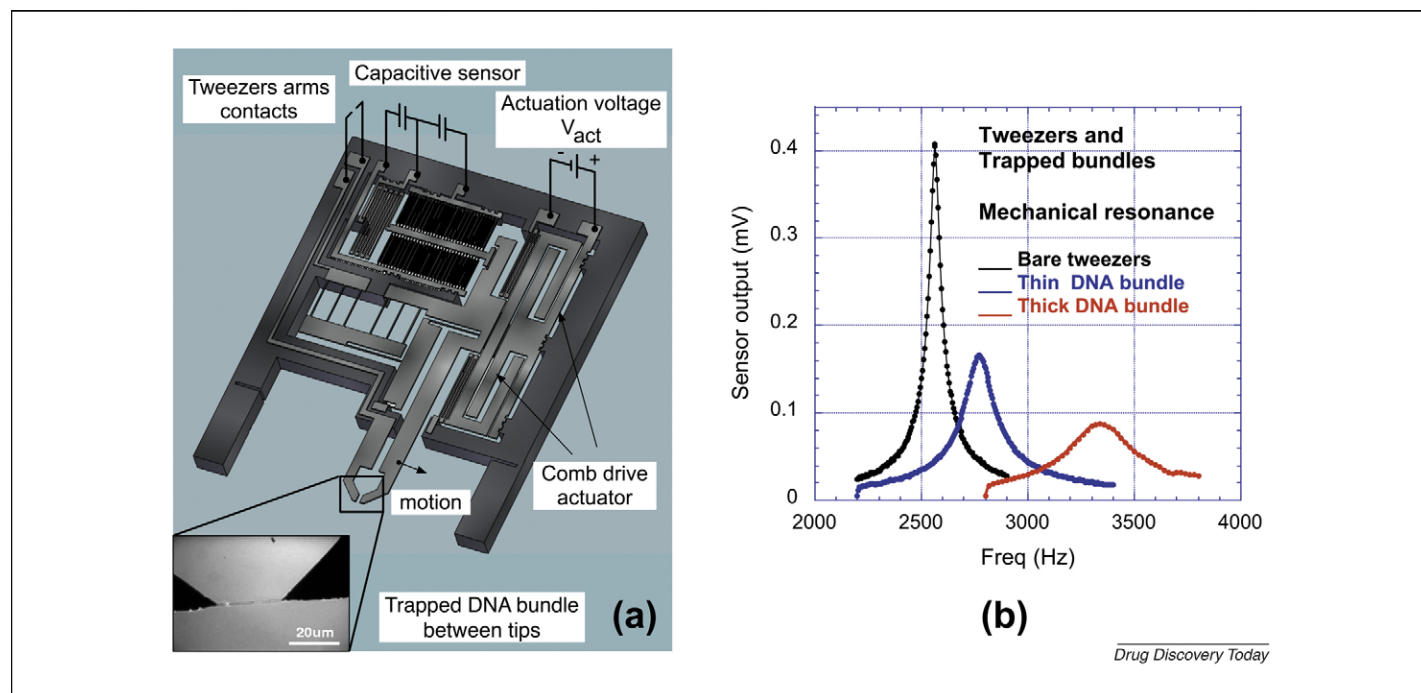 Tweezers arms
contacts
Capacitive sensor
Actuation voltage
Vact
- +
Comb drive
actuator
motion
20um
Trapped DNA bundle
between tips
(a)
Tweezers and
Trapped bundles
Mechanical resonance
Bare tweezers
Thin DNA bundle
Thick DNA bundle
Sensor output (mV)
0.4
0.3
0.2
0.1
0
2000 2500 3000 3500 4000
Freq (Hz)
(b)
Drug Discovery Today